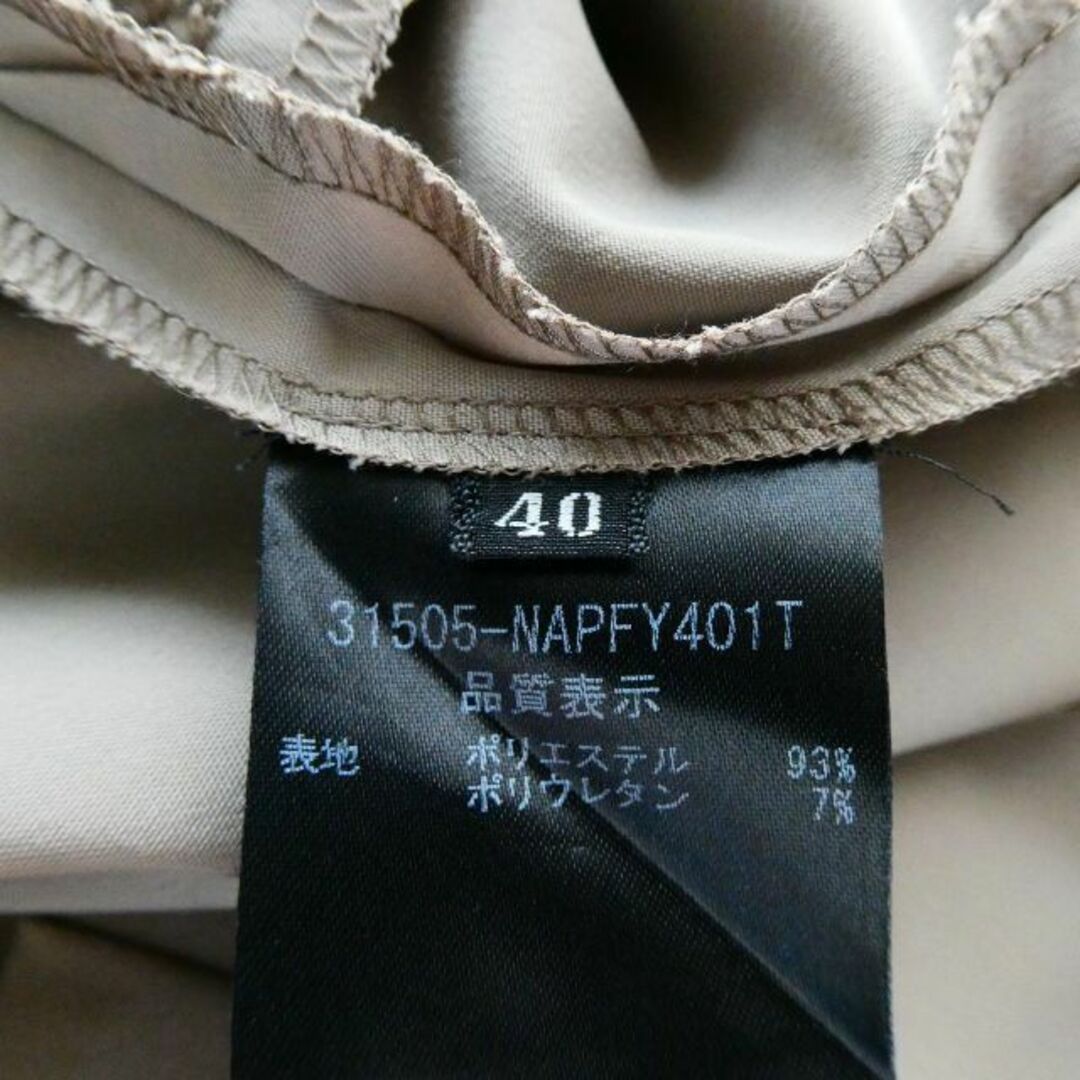 40
31505-NAPFY401T
品質表示
表地 ポリエステル 93%
ポリウレタン 7%